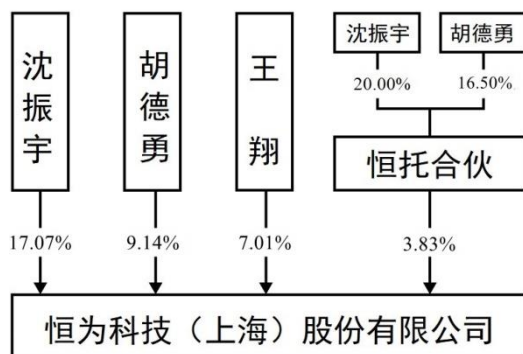 沈振宇
胡德勇
王翔
沈振宇
胡德勇
20.00%
16.50%
恒托合伙
17.07%
9.14%
7.01%
3.83%
恒为科技（上海）股份有限公司